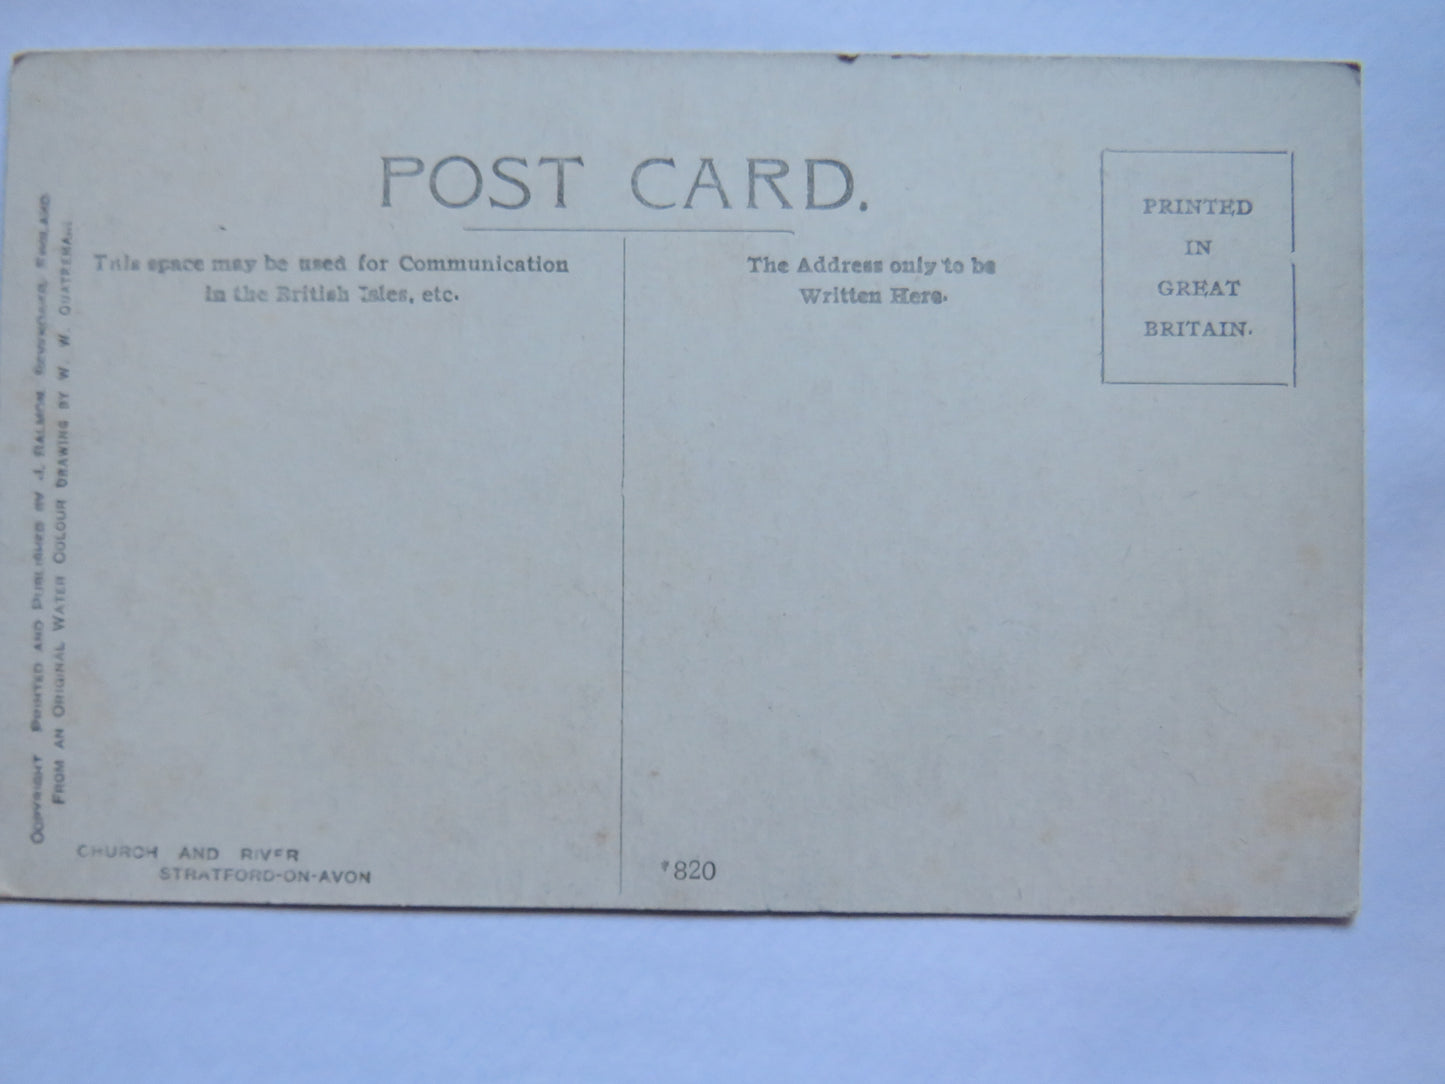 POST CARD.
This space may be used for Communication
in the British Isles, etc.
The Address only to be
Written Here.
PRINTED
IN
GREAT
BRITAIN.
COPYRIGHT PRINTED AND PUBLISHED BY J. SALMON SEVENOAKS, ENGLAND
FROM AN ORIGINAL WATER COLOUR DRAWING BY W. W. QUATREMAIN.
CHURCH AND RIVER
STRATFORD-ON-AVON
*820